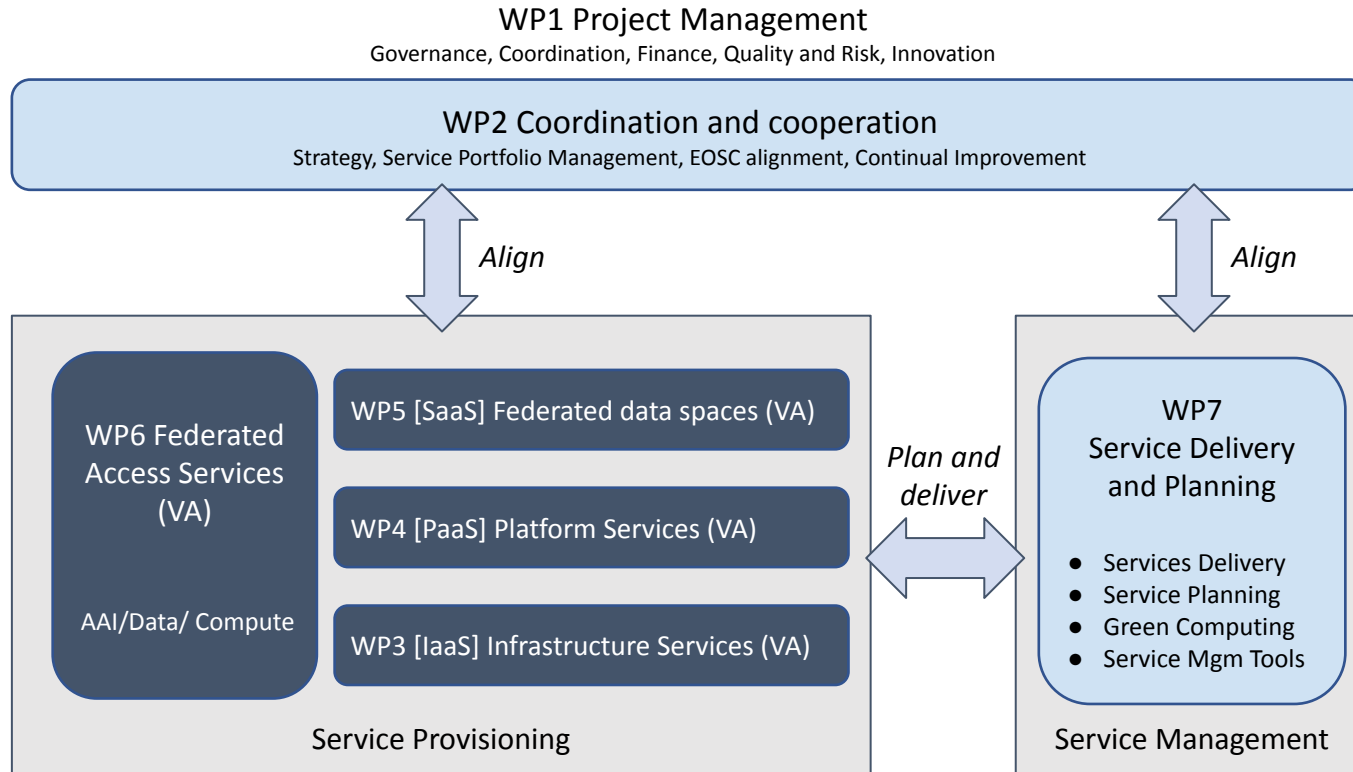 WP1 Project Management
Governance, Coordination, Finance, Quality and Risk, Innovation
WP2 Coordination and cooperation
Strategy, Service Portfolio Management, EOSC alignment, Continual Improvement
Align
Align
WP6 Federated
Access Services
(VA)
AAI/Data/ Compute
WP5 [SaaS] Federated data spaces (VA)
WP4 [PaaS] Platform Services (VA)
WP3 [IaaS] Infrastructure Services (VA)
Service Provisioning
Plan and
deliver
WP7
Service Delivery
and Planning
● Services Delivery
● Service Planning
● Green Computing
● Service Mgm Tools
Service Management